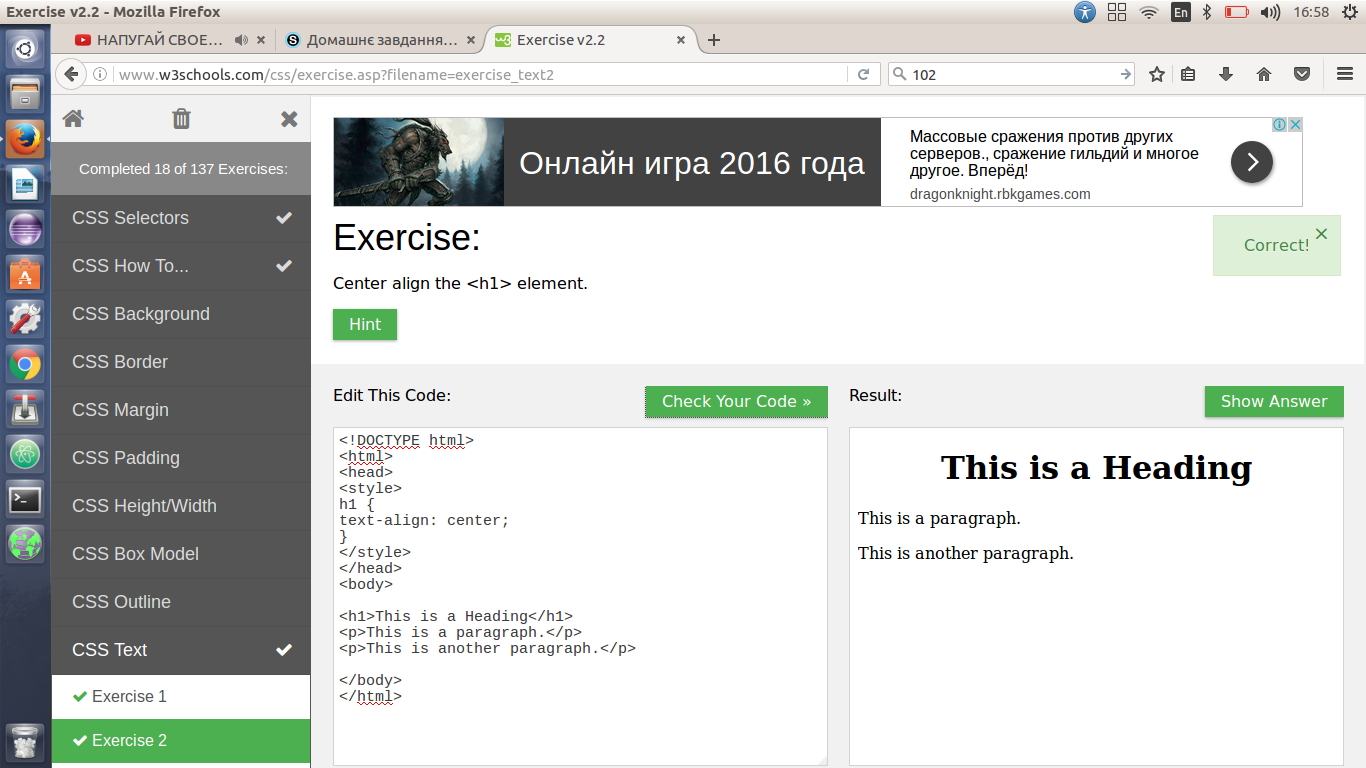 Exercise v2.2 - Mozilla Firefox
En
16:58
НАПУГАЙ СВОЕ...
Домашнє завдання...
Exercise v2.2
www.w3schools.com/css/exercise.asp?filename=exercise_text2
102
Completed 18 of 137 Exercises:
CSS Selectors
CSS How To...
CSS Background
CSS Border
CSS Margin
CSS Padding
CSS Height/Width
CSS Box Model
CSS Outline
CSS Text
Exercise 1
Exercise 2
Онлайн игра 2016 года
Массовые сражения против других
серверов., сражение гильдий и многое
другое. Вперёд!
dragonknight.rbkgames.com
Exercise:
Correct!
Center align the <h1> element.
Hint
Edit This Code:
Check Your Code »
<!DOCTYPE html>
<html>
<head>
<style>
h1 {
text-align: center;
}
</style>
</head>
<body>
<h1>This is a Heading</h1>
<p>This is a paragraph.</p>
<p>This is another paragraph.</p>
</body>
</html>
Result:
Show Answer
This is a Heading
This is a paragraph.
This is another paragraph.